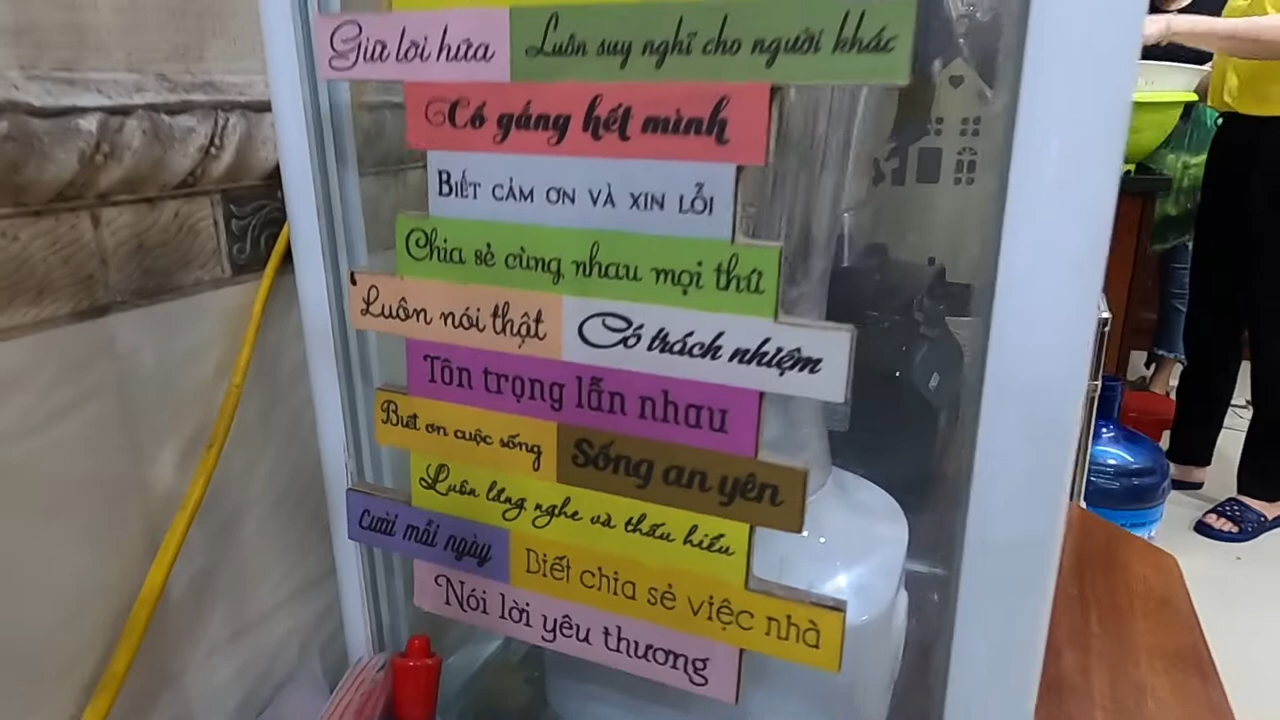 Giữ lời hứa
Luôn suy nghĩ cho người khác
Cố gắng hết mình
BIẾT CẢM ƠN VÀ XIN LỖI
Chia sẻ cùng nhau mọi thứ
Luôn nói thật
Có trách nhiệm
Tôn trọng lẫn nhau
Biết ơn cuộc sống
Sống an yên
Luôn lắng nghe và thấu hiểu
Cười mỗi ngày
Biết chia sẻ việc nhà
Nói lời yêu thương